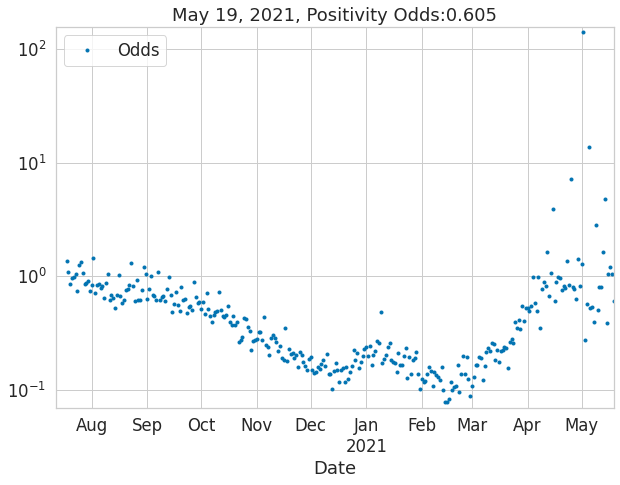 May 19, 2021, Positivity Odds:0.605
Odds
10²
10¹
10⁰
10⁻¹
Aug Sep Oct Nov Dec Jan Feb Mar Apr May
2021
Date